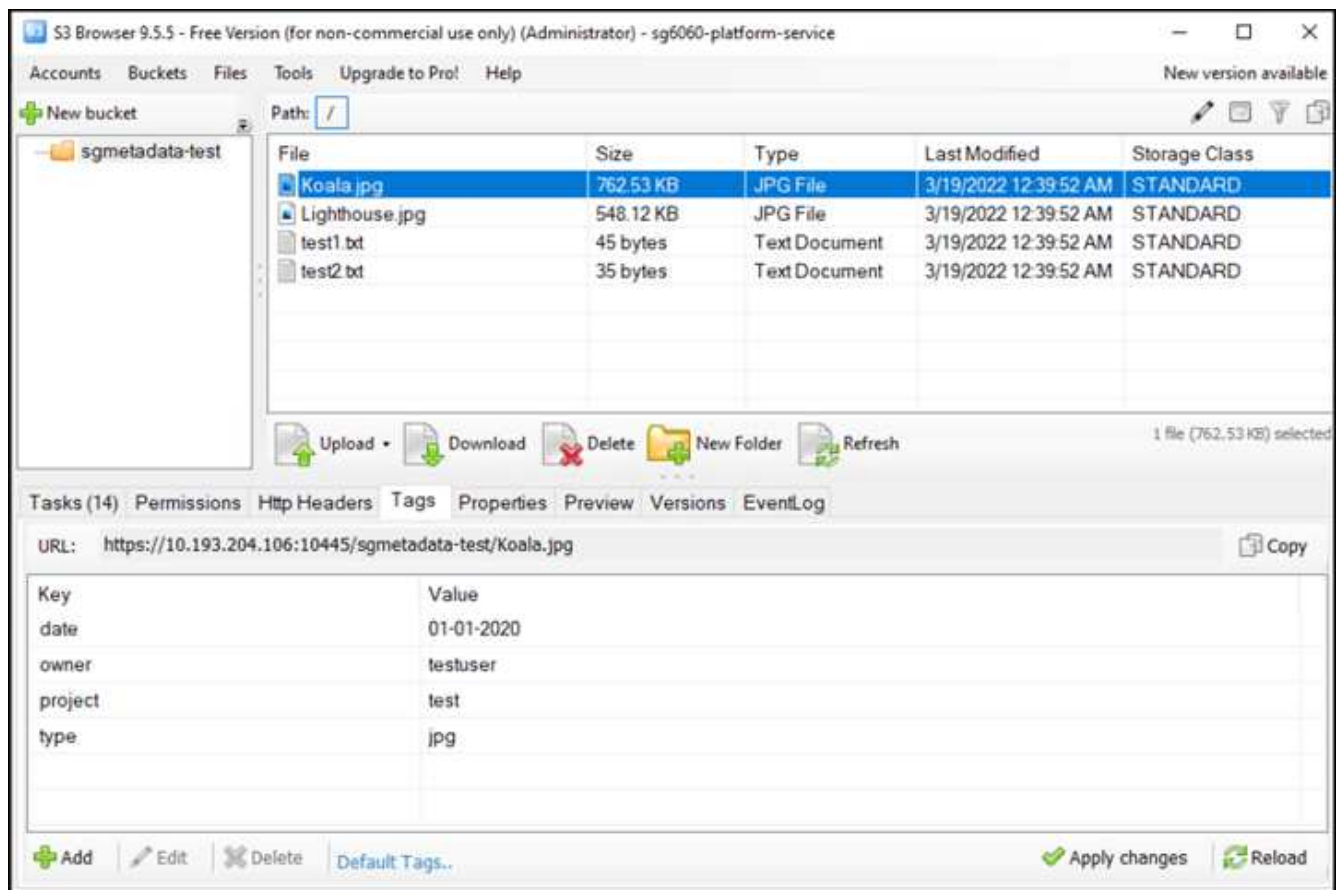 S3 Browser 9.5.5 - Free Version (for non-commercial use only) (Administrator) - sg6060-platform-service
Accounts Buckets Files Tools Upgrade to Pro! Help New version available
New bucket Path: /
sgmetadata-test
File Size Type Last Modified Storage Class
Koala.jpg 762.53 KB JPG File 3/19/2022 12:39:52 AM STANDARD
Lighthouse.jpg 548.12 KB JPG File 3/19/2022 12:39:52 AM STANDARD
test1.txt 45 bytes Text Document 3/19/2022 12:39:52 AM STANDARD
test2.txt 35 bytes Text Document 3/19/2022 12:39:52 AM STANDARD
Upload Download Delete New Folder Refresh 1 file (762.53 KB) selected
Tasks (14) Permissions Http Headers Tags Properties Preview Versions EventLog
URL: https://10.193.204.106:10445/sgmetadata-test/Koala.jpg Copy
Key Value
date 01-01-2020
owner testuser
project test
type jpg
Add Edit Delete Default Tags.. Apply changes Reload